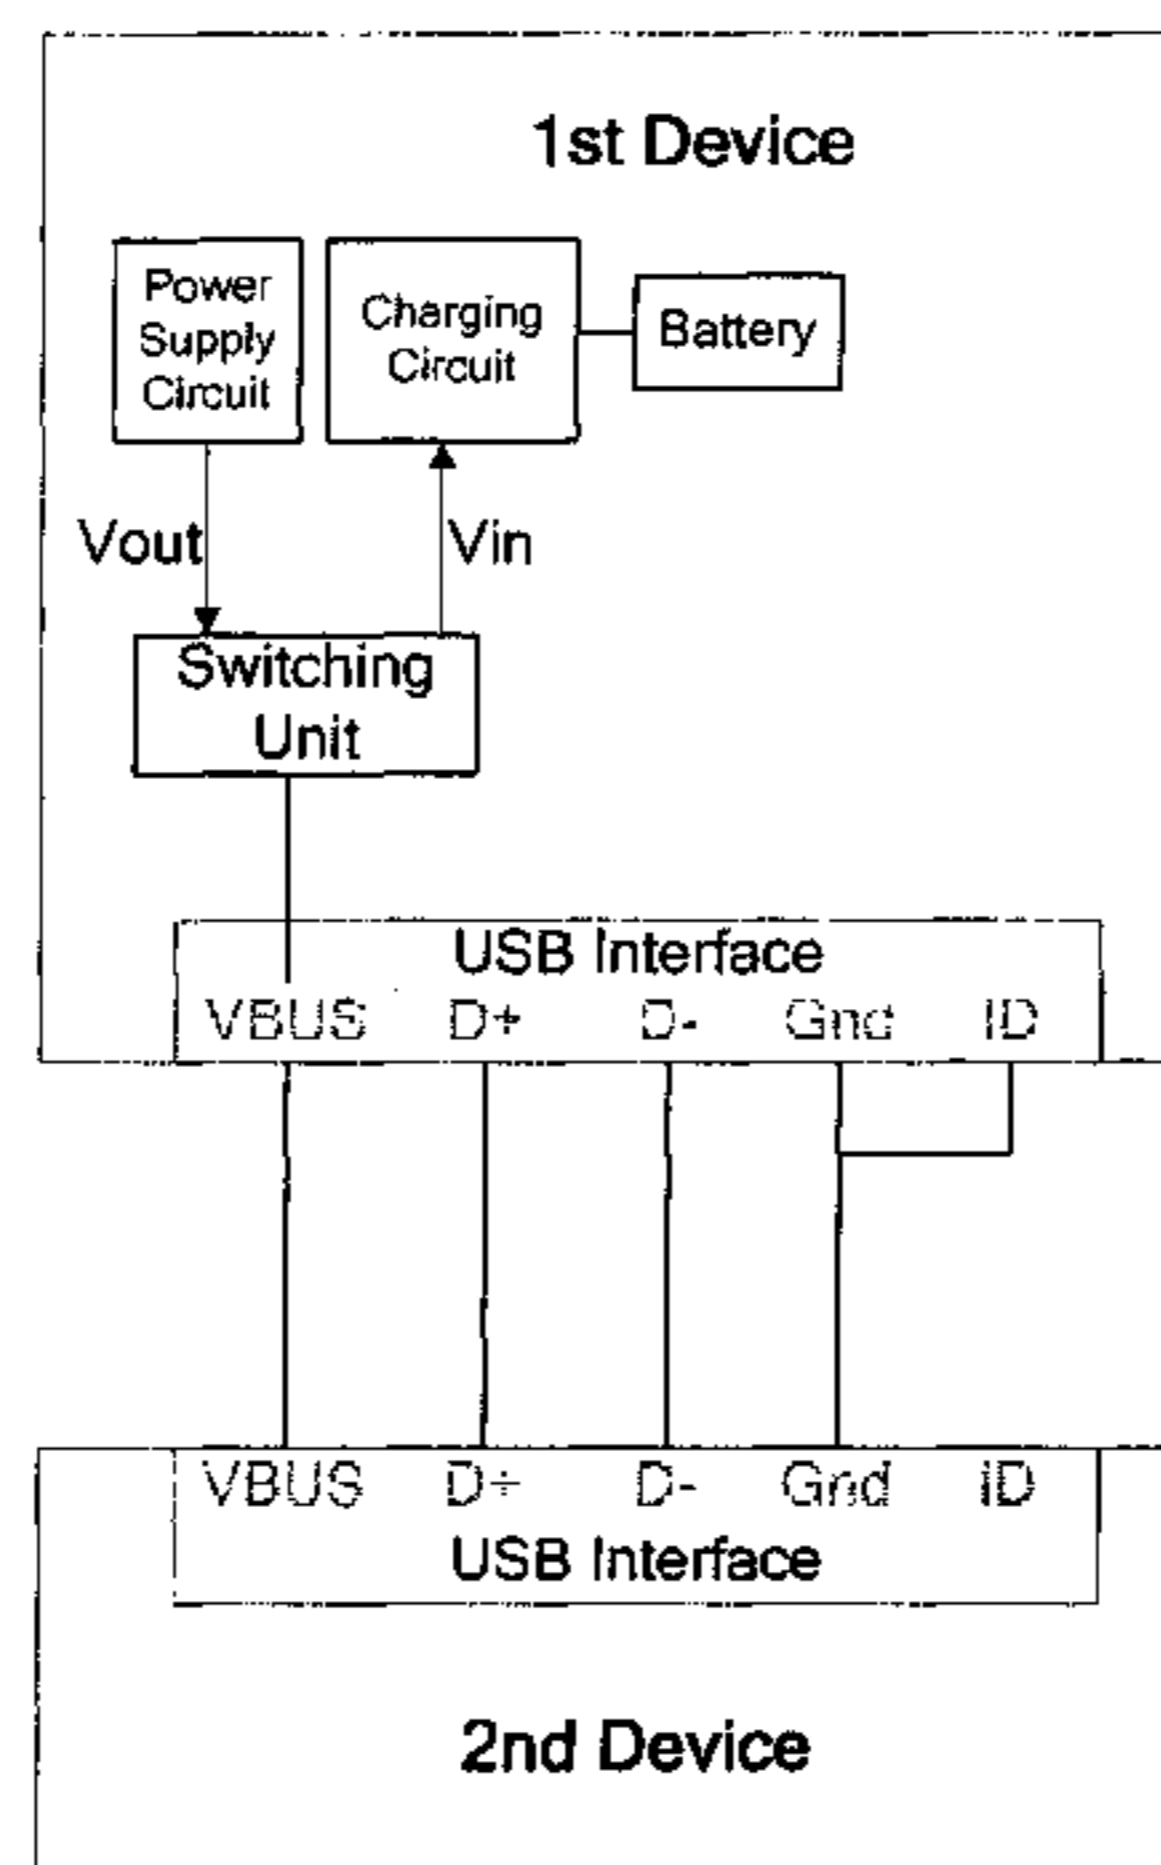 1st Device
Power
Supply
Circuit
Charging
Circuit
Battery
Vout
Vin
Switching
Unit
USB Interface
VBUS D+ D- Gnd ID
VBUS D+ D- Gnd ID
USB Interface
2nd Device